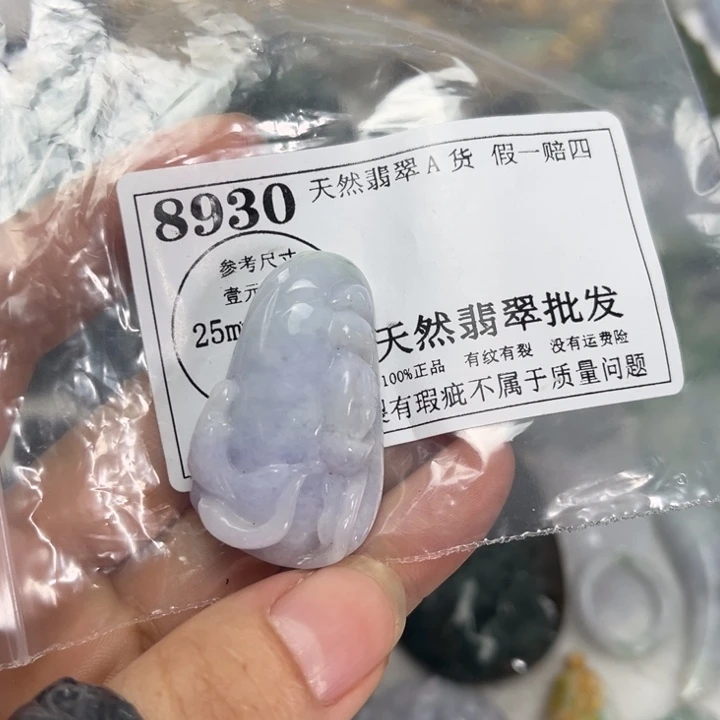 8930 天然翡翠A货 假一赔四
参考尺寸
壹元
25m
天然翡翠批发
100%正品 有纹有裂 没有运费险
有瑕疵不属于质量问题